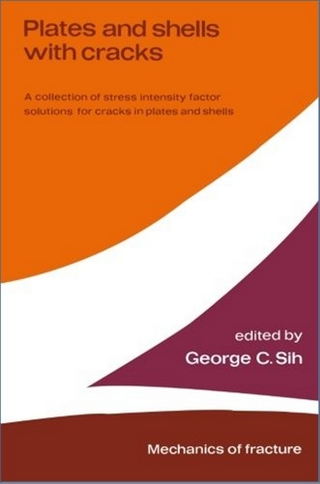 Plates and shells
with cracks
A collection of stress intensity factor
solutions for cracks in plates and shells
edited by
George C. Sih
Mechanics of fracture